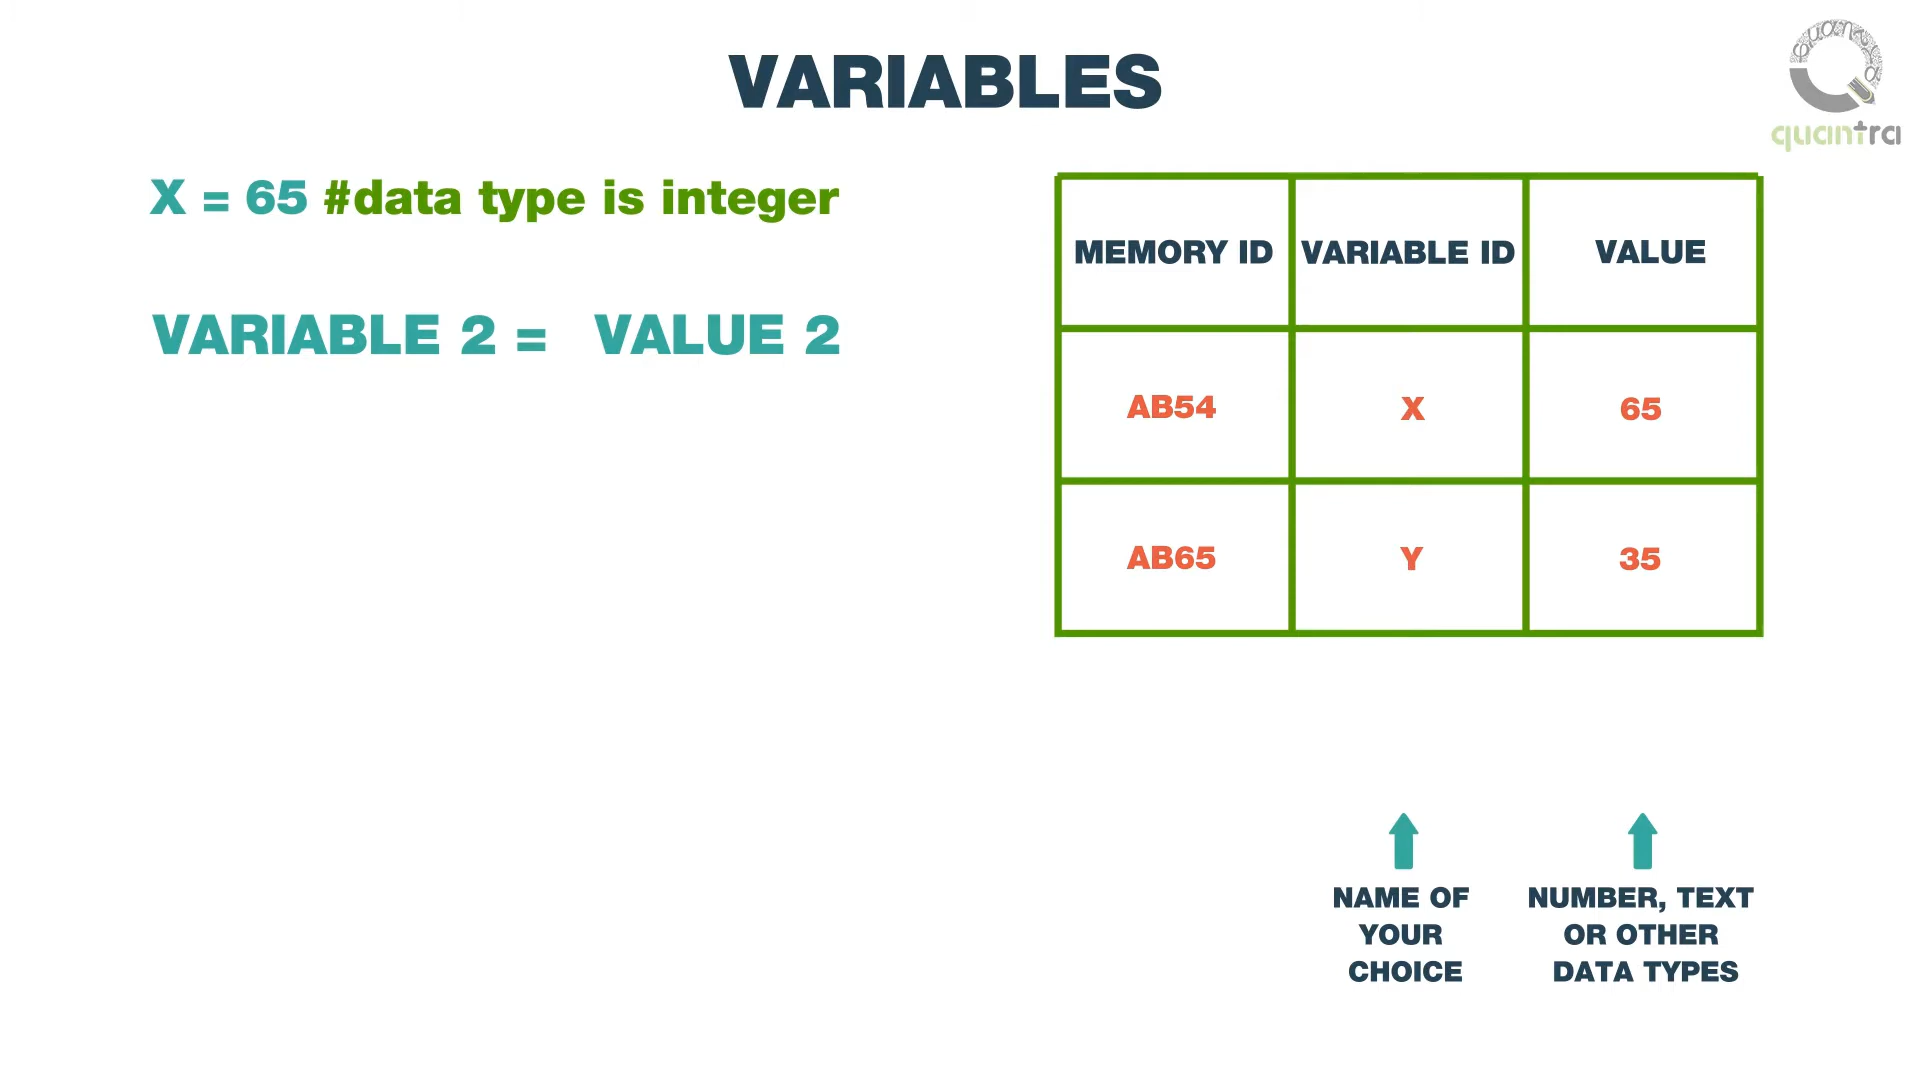 VARIABLES
quantra
X = 65 #data type is integer
VARIABLE 2 = VALUE 2
MEMORY ID VARIABLE ID VALUE
AB54 X 65
AB65 Y 35
NAME OF
YOUR
CHOICE
NUMBER, TEXT
OR OTHER
DATA TYPES